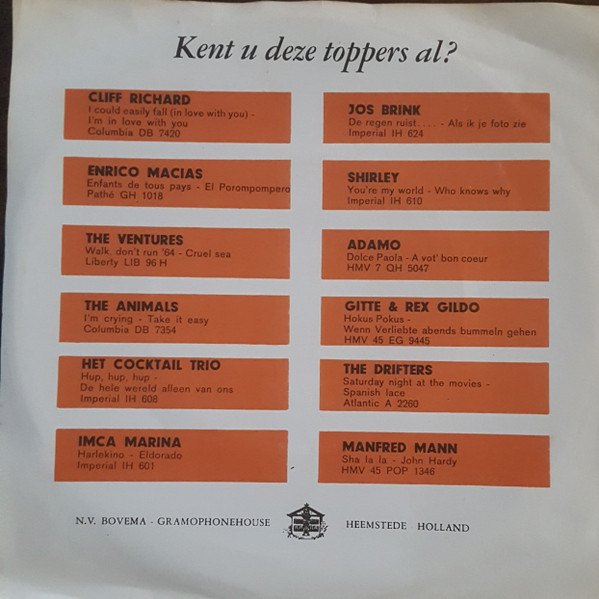 Kent u deze toppers al?
CLIFF RICHARD
I could easily fall (in love with you) -
I'm in love with you
Columbia DB 7420
ENRICO MACIAS
Enfants de tous pays - El Porompompero
Pathé GH 1018
THE VENTURES
Walk, don't run '64 - Cruel sea
Liberty LIB 96 H
THE ANIMALS
I'm crying - Take it easy
Columbia DB 7354
HET COCKTAIL TRIO
Hup, hup, hup -
De hele wereld alleen van ons
Imperial IH 608
IMCA MARINA
Harlekino - Eldorado
Imperial IH 601
JOS BRINK
De regen ruist.... - Als ik je foto zie
Imperial IH 624
SHIRLEY
You're my world - Who knows why
Imperial IH 610
ADAMO
Dolce Paola - A vot' bon coeur
HMV 7 QH 5047
GITTE & REX GILDO
Hokus Pokus -
Wenn Verliebte abends bummeln gehen
HMV 45 EG 9445
THE DRIFTERS
Saturday night at the movies -
Spanish lace
Atlantic A 2260
MANFRED MANN
Sha la la - John Hardy
HMV 45 POP 1346
N.V. BOVEMA - GRAMOPHONEHOUSE HEEMSTEDE HOLLAND